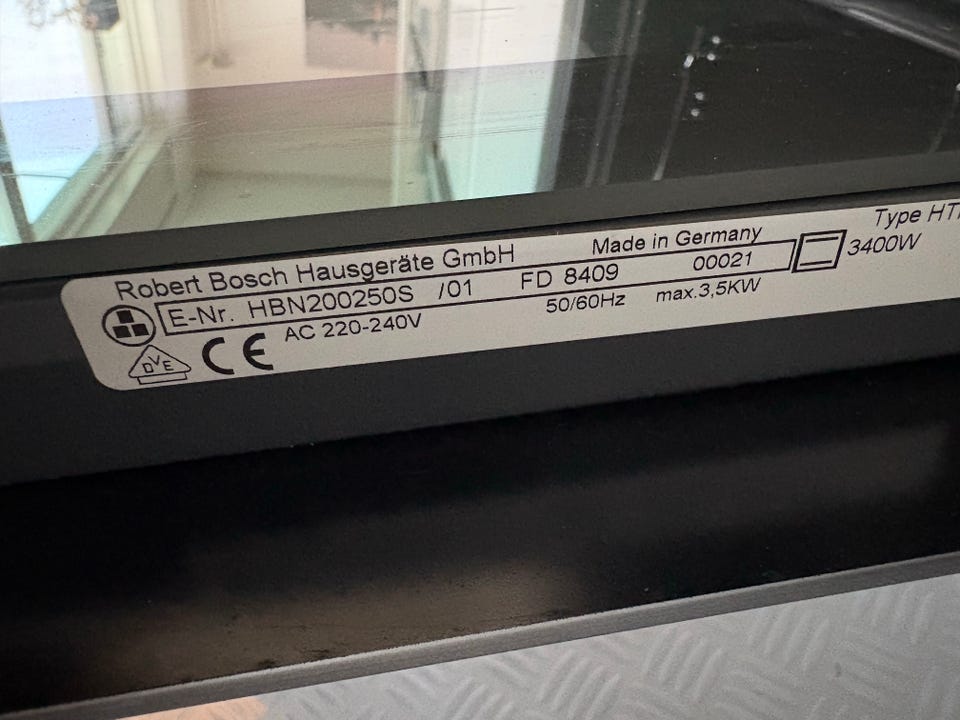 Robert Bosch Hausgeräte GmbH Made in Germany Type
E-Nr. HBN200250S /01 FD 8409 00021 3400W
AC 220-240V 50/60Hz max.3,5KW
DVE CE